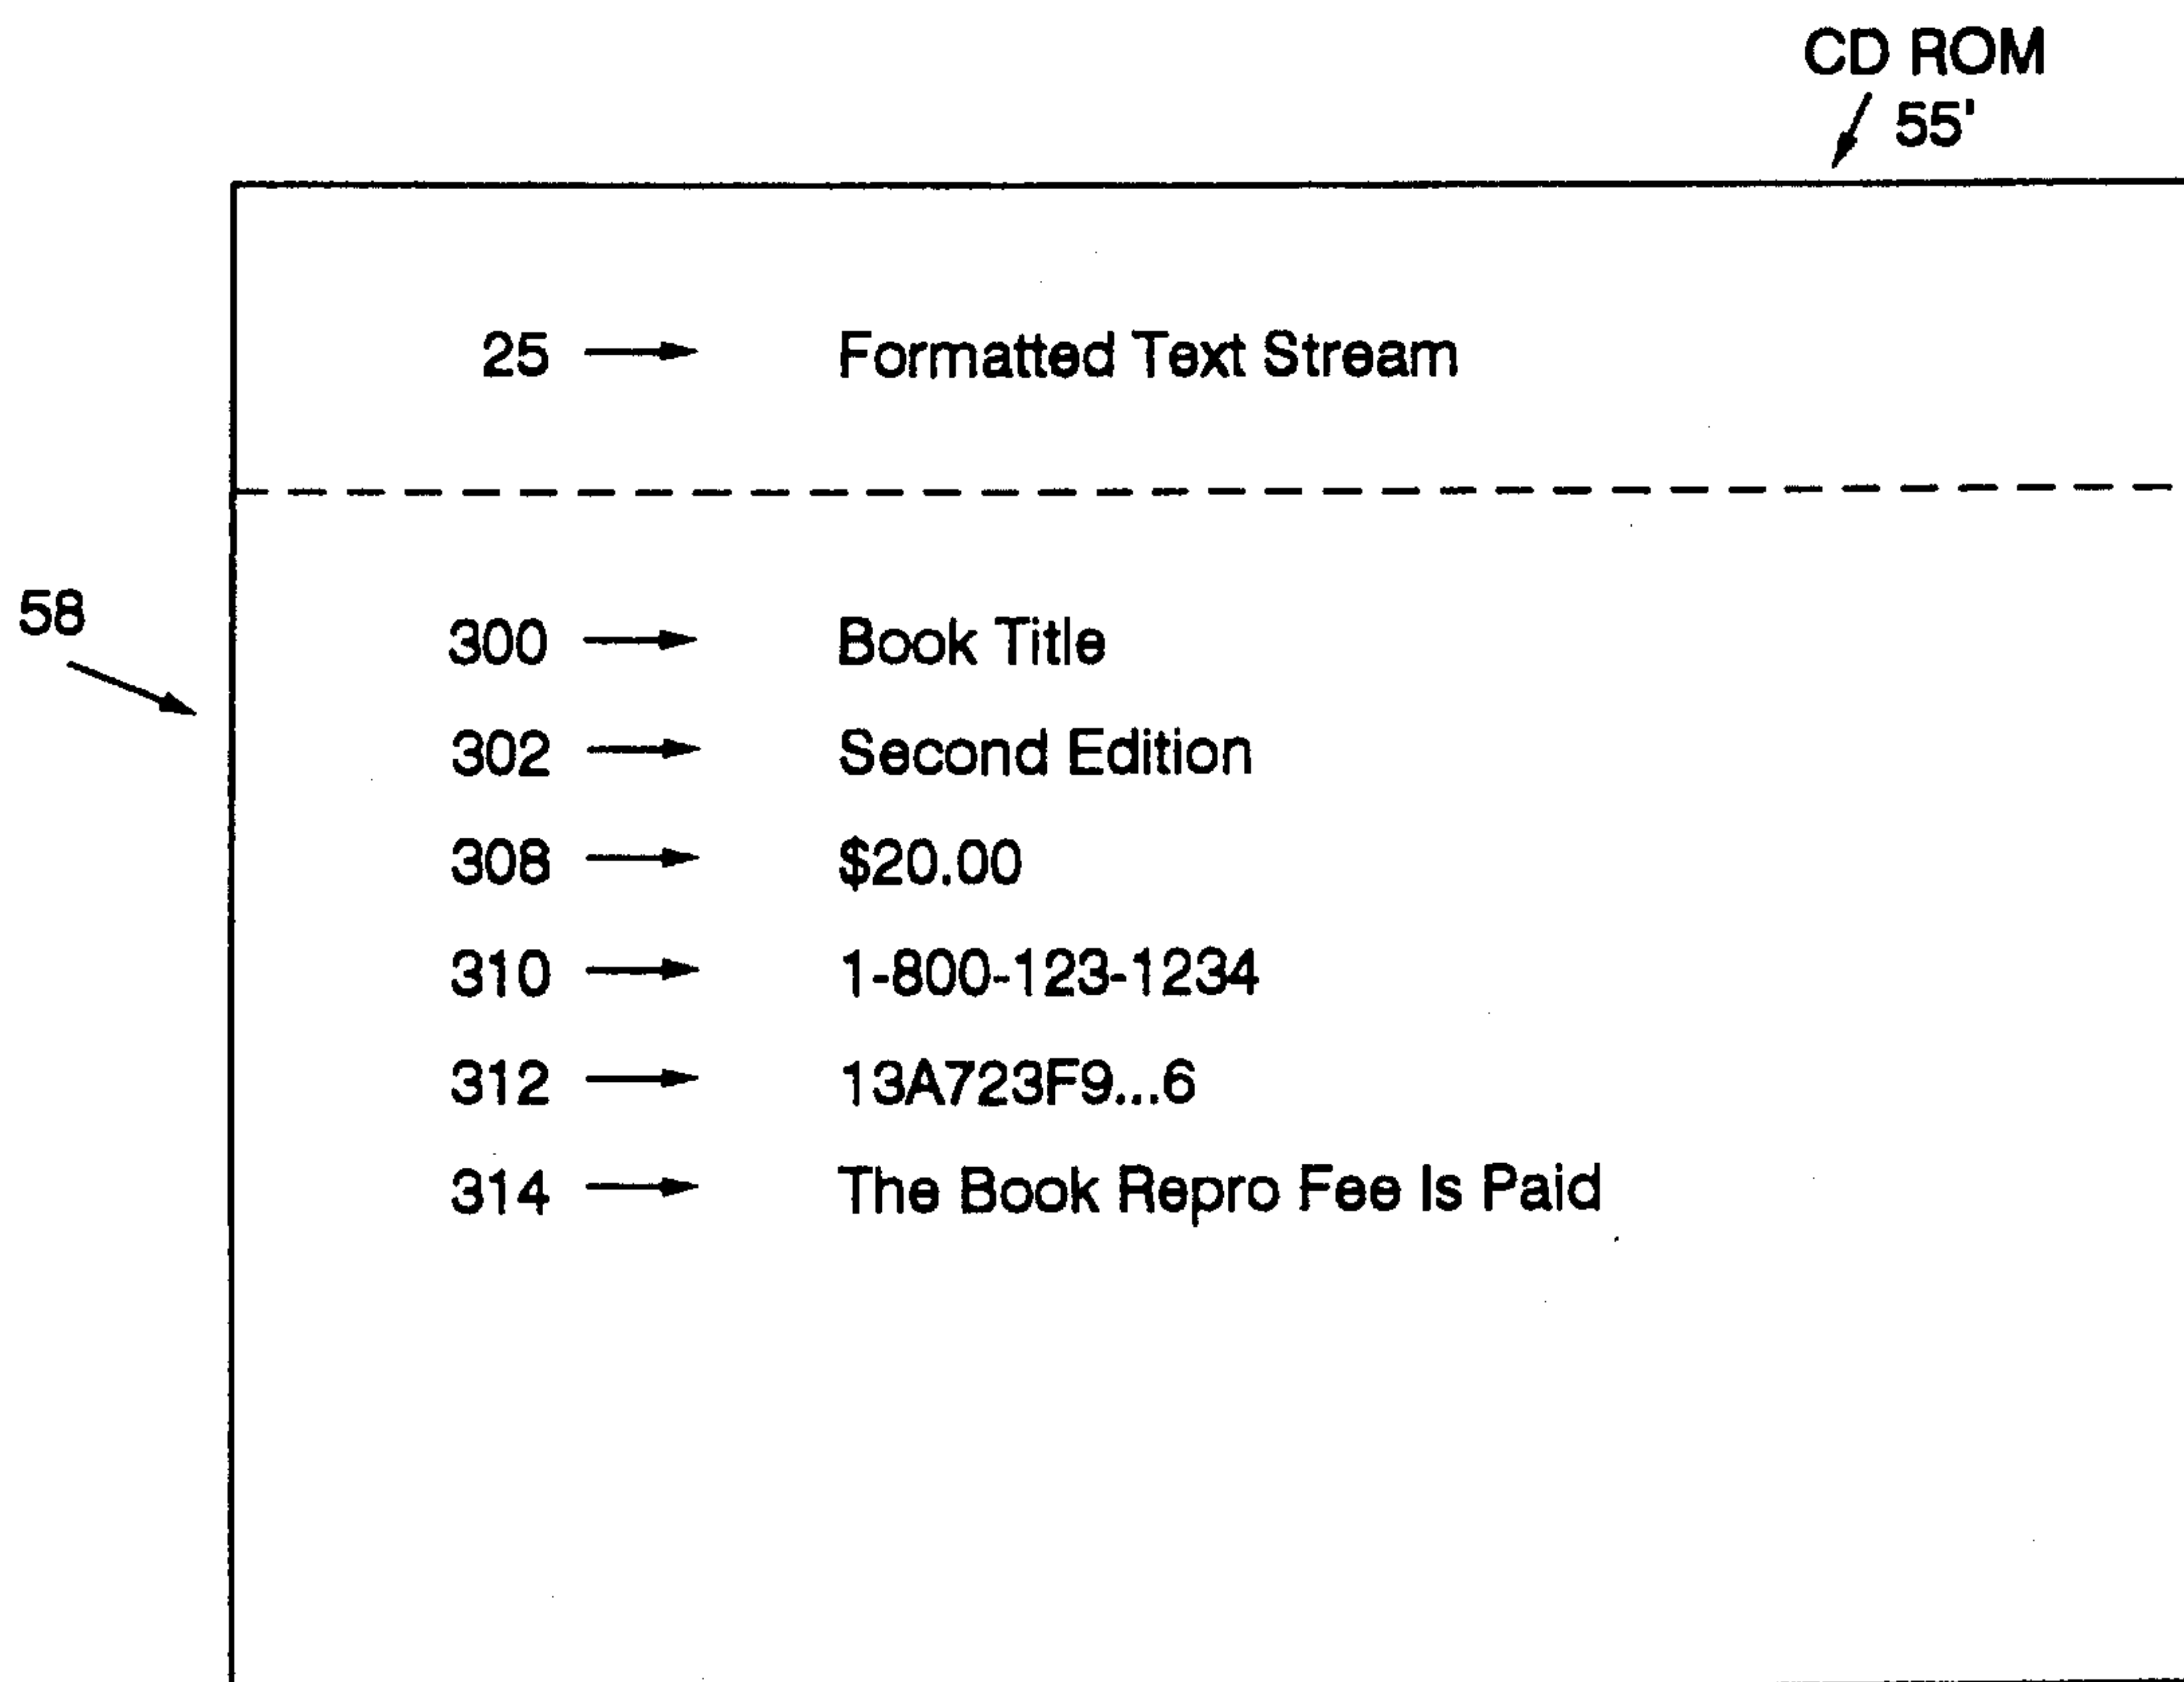 CD ROM
55'
25 Formatted Text Stream
58
300 Book Title
302 Second Edition
308 $20.00
310 1-800-123-1234
312 13A723F9...6
314 The Book Repro Fee Is Paid